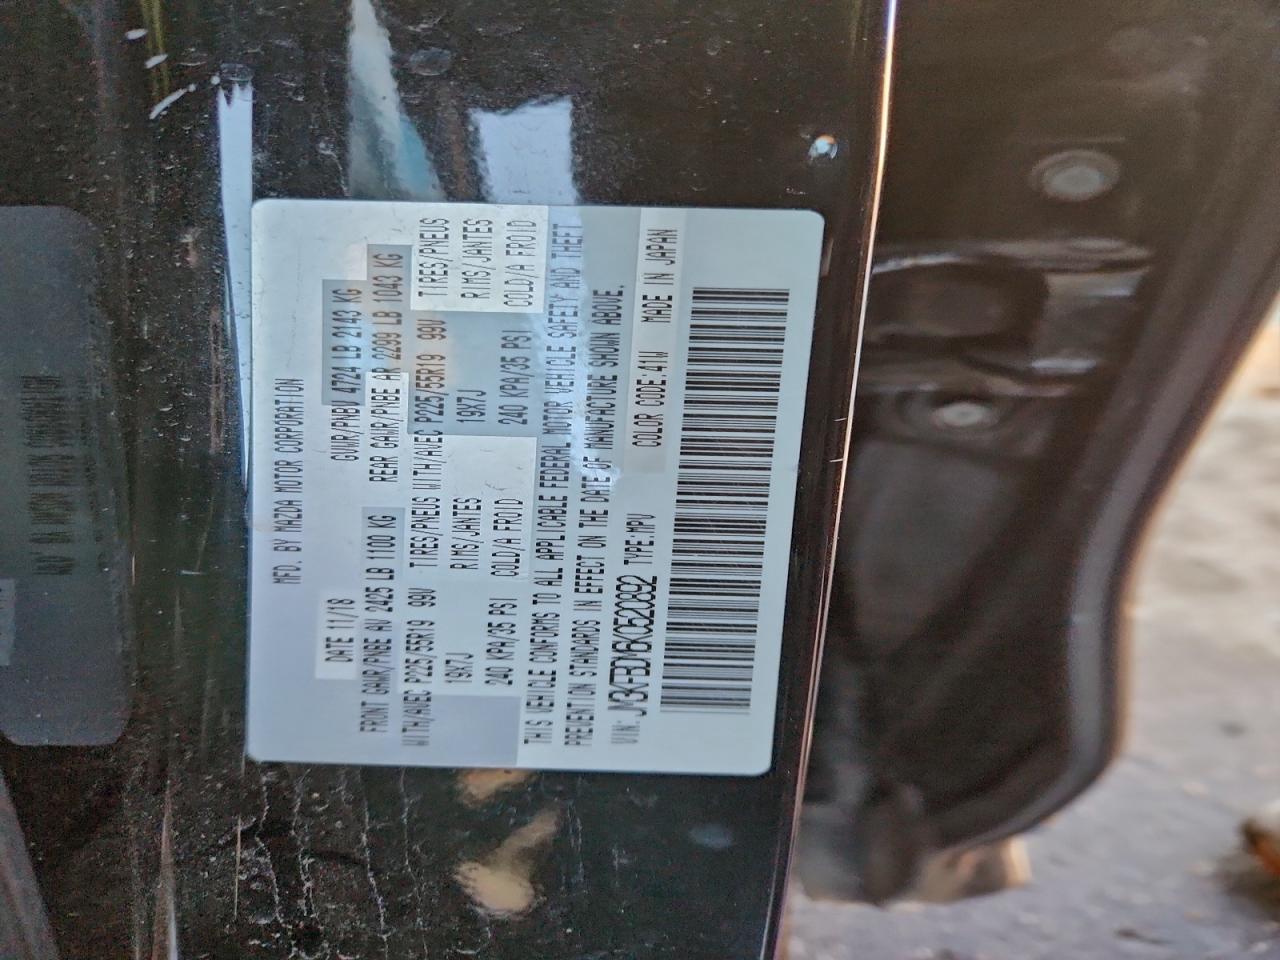 MFD. BY MAZDA MOTOR CORPORATION
DATE 11/18 GVWR/PNBV 4724 LB 2143 KG
FRONT GAWR/PNBE AV 2425 LB 1100 KG REAR GAWR/PNBE AR 2299 LB 1043 KG
WITH/AVEC P225/55R19 99V TIRES/PNEUS WITH/AVEC P225/55R19 99V TIRES/PNEUS
19X7J RIMS/JANTES 19X7J RIMS/JANTES
240 KPA/35 PSI COLD/A FROID 240 KPA/35 PSI COLD/A FROID
THIS VEHICLE CONFORMS TO ALL APPLICABLE FEDERAL MOTOR VEHICLE SAFETY AND THEFT
PREVENTION STANDARDS IN EFFECT ON THE DATE OF MANUFACTURE SHOWN ABOVE.
VIN: JM3KFBDM6K0520892 TYPE:MPV COLOR CODE:41W MADE IN JAPAN